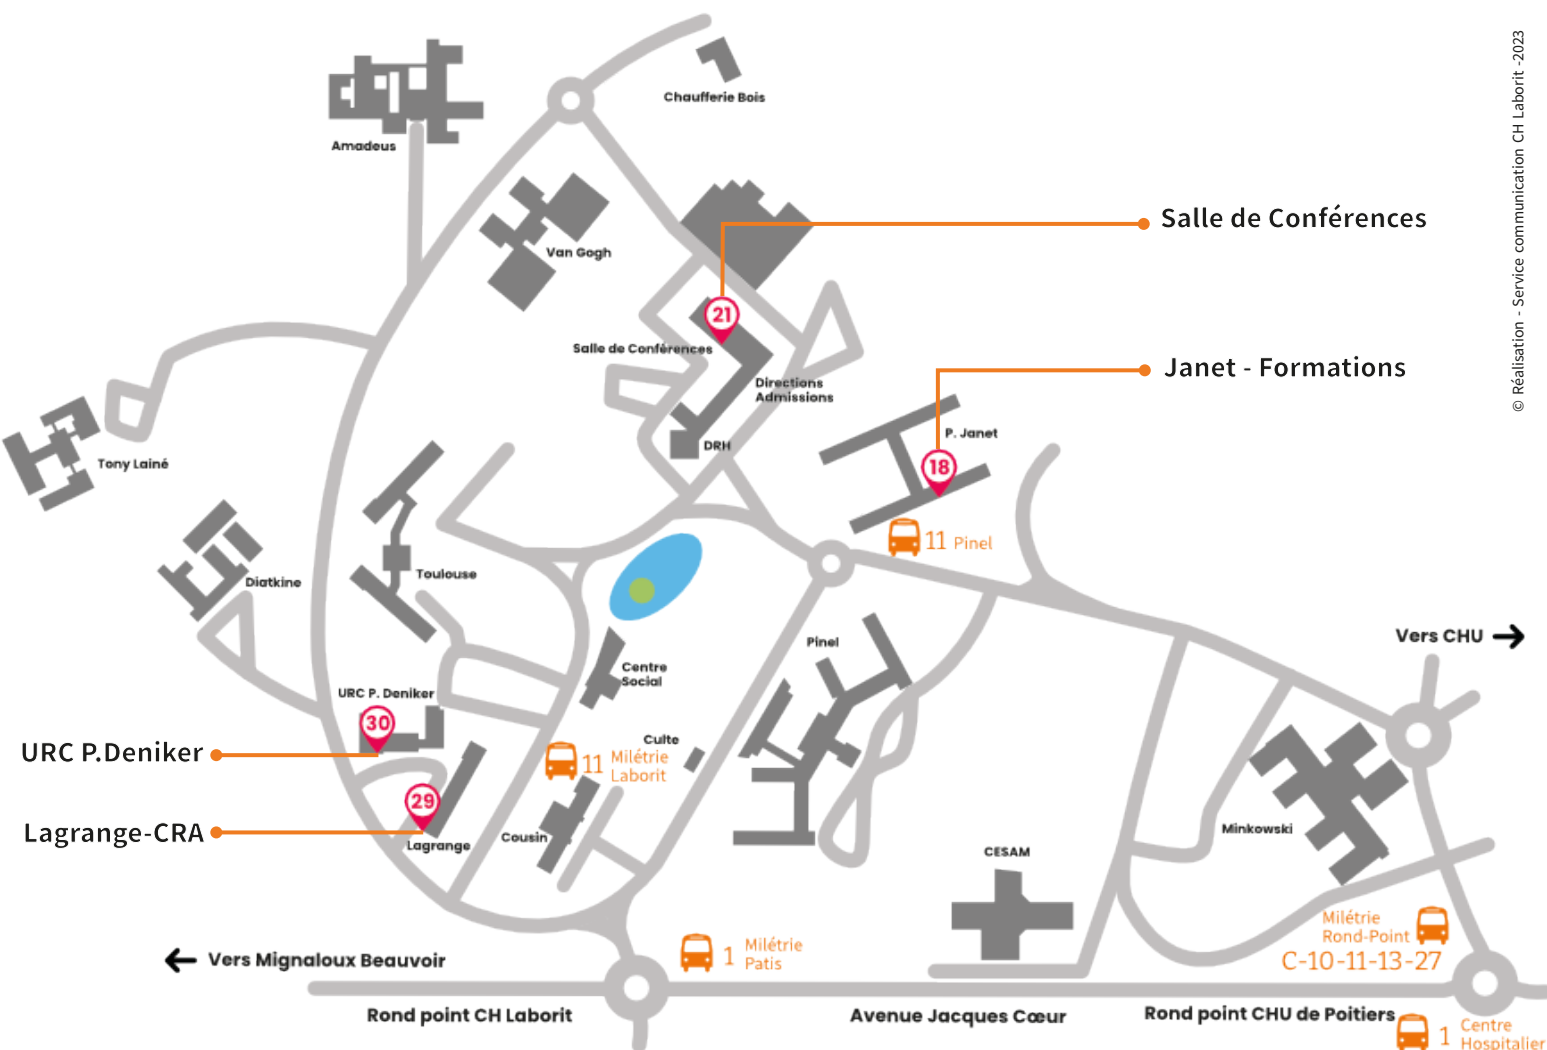 © Réalisation - Service communication CH Laborit -2023
Chaufferie Bois
Amadeus
Salle de Conférences
Van Gogh
21
Salle de Conférences
Janet - Formations
Directions
Admissions
P. Janet
DRH
Tony Lainé
18
11 Pinel
Toulouse
Diatkine
Vers CHU
Pinel
Centre
Social
URC P. Deniker
30
Culte
URC P.Deniker
11 Milétrie
Laborit
29
Lagrange-CRA
Lagrange
Cousin
Minkowski
CESAM
Milétrie
Rond-Point
C-10-11-13-27
1 Milétrie
Patis
Vers Mignaloux Beauvoir
Rond point CH Laborit
Avenue Jacques Cœur
Rond point CHU de Poitiers
1 Centre
Hospitalier